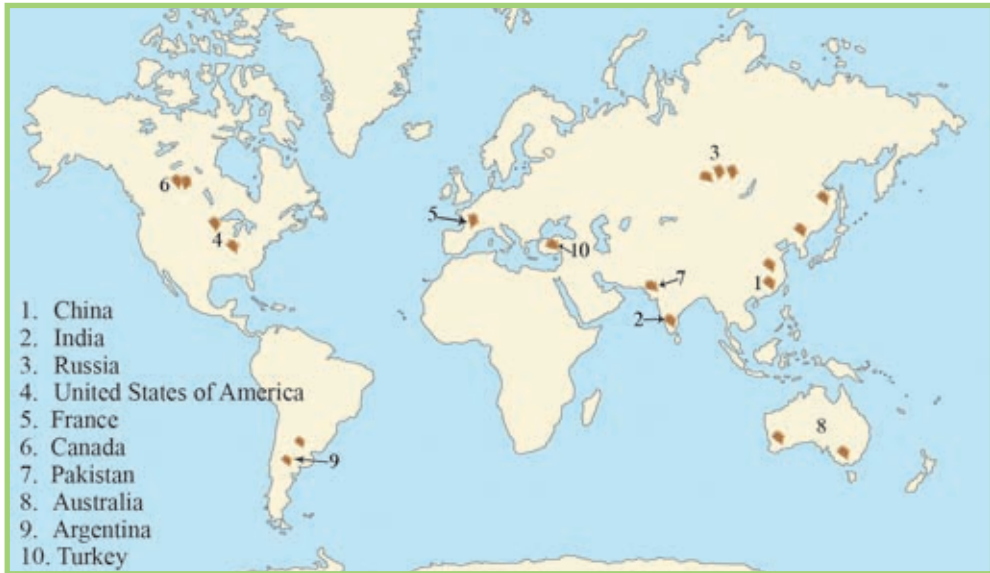 3
6
5
4
10
7
1
2
8
9
1. China
2. India
3. Russia
4. United States of America
5. France
6. Canada
7. Pakistan
8. Australia
9. Argentina
10. Turkey